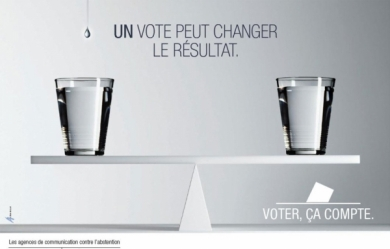 UN VOTE PEUT CHANGER
LE RÉSULTAT.
VOTER, ÇA COMPTE.
Les agences de communication contre l'abstention